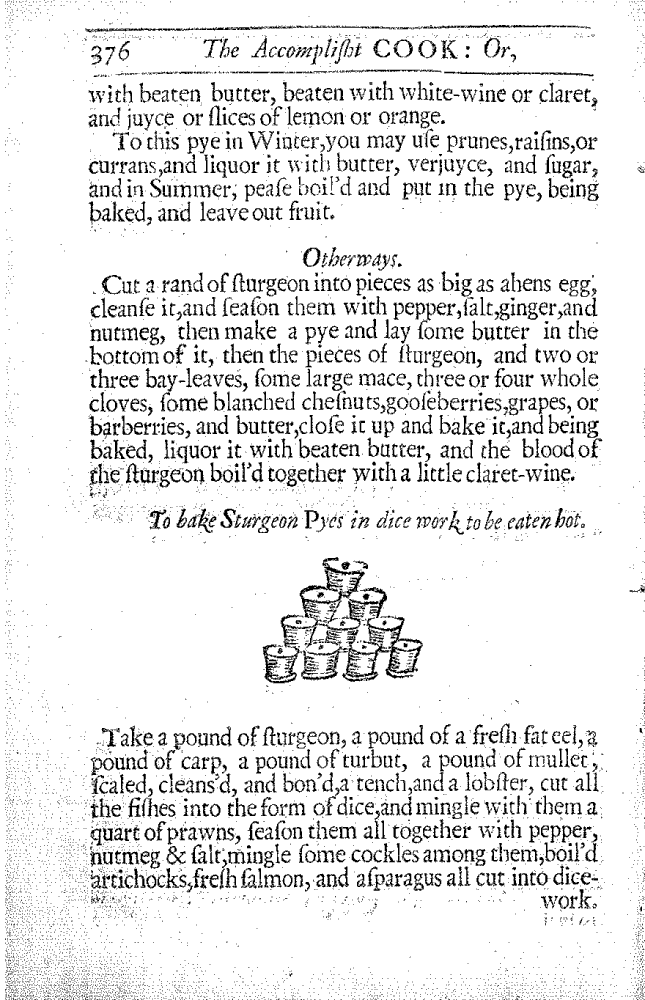 376 The Accompliſht COOK: Or,
with beaten butter, beaten with white-wine or claret,
and juyce or ſlices of lemon or orange.
To this pye in Winter,you may uſe prunes,raiſins,or
currans,and liquor it with butter, verjuyce, and ſugar,
and in Summer, peaſe boil'd and put in the pye, being
baked, and leave out fruit.
Otherways.
Cut a rand of ſturgeon into pieces as big as a hens egg,
cleanſe it,and ſeaſon them with pepper,ſalt,ginger,and
nutmeg, then make a pye and lay ſome butter in the
bottom of it, then the pieces of ſturgeon, and two or
three bay-leaves, ſome large mace, three or four whole
cloves, ſome blanched cheſnuts,gooſeberries,grapes, or
barberries, and butter,cloſe it up and bake it,and being
baked, liquor it with beaten butter, and the blood of
the ſturgeon boil'd together with a little claret-wine.
To bake Sturgeon Pyes in dice work to be eaten hot.
Take a pound of ſturgeon, a pound of a freſh fat eel, a
pound of carp, a pound of turbut, a pound of mullet,
ſcaled, cleans'd, and bon'd,a tench,and a lobſter, cut all
the fiſhes into the form of dice,and mingle with them a
quart of prawns, ſeaſon them all together with pepper,
nutmeg & ſalt,mingle ſome cockles among them,boil'd
artichocks,freſh ſalmon, and aſparagus all cut into dice-
work.